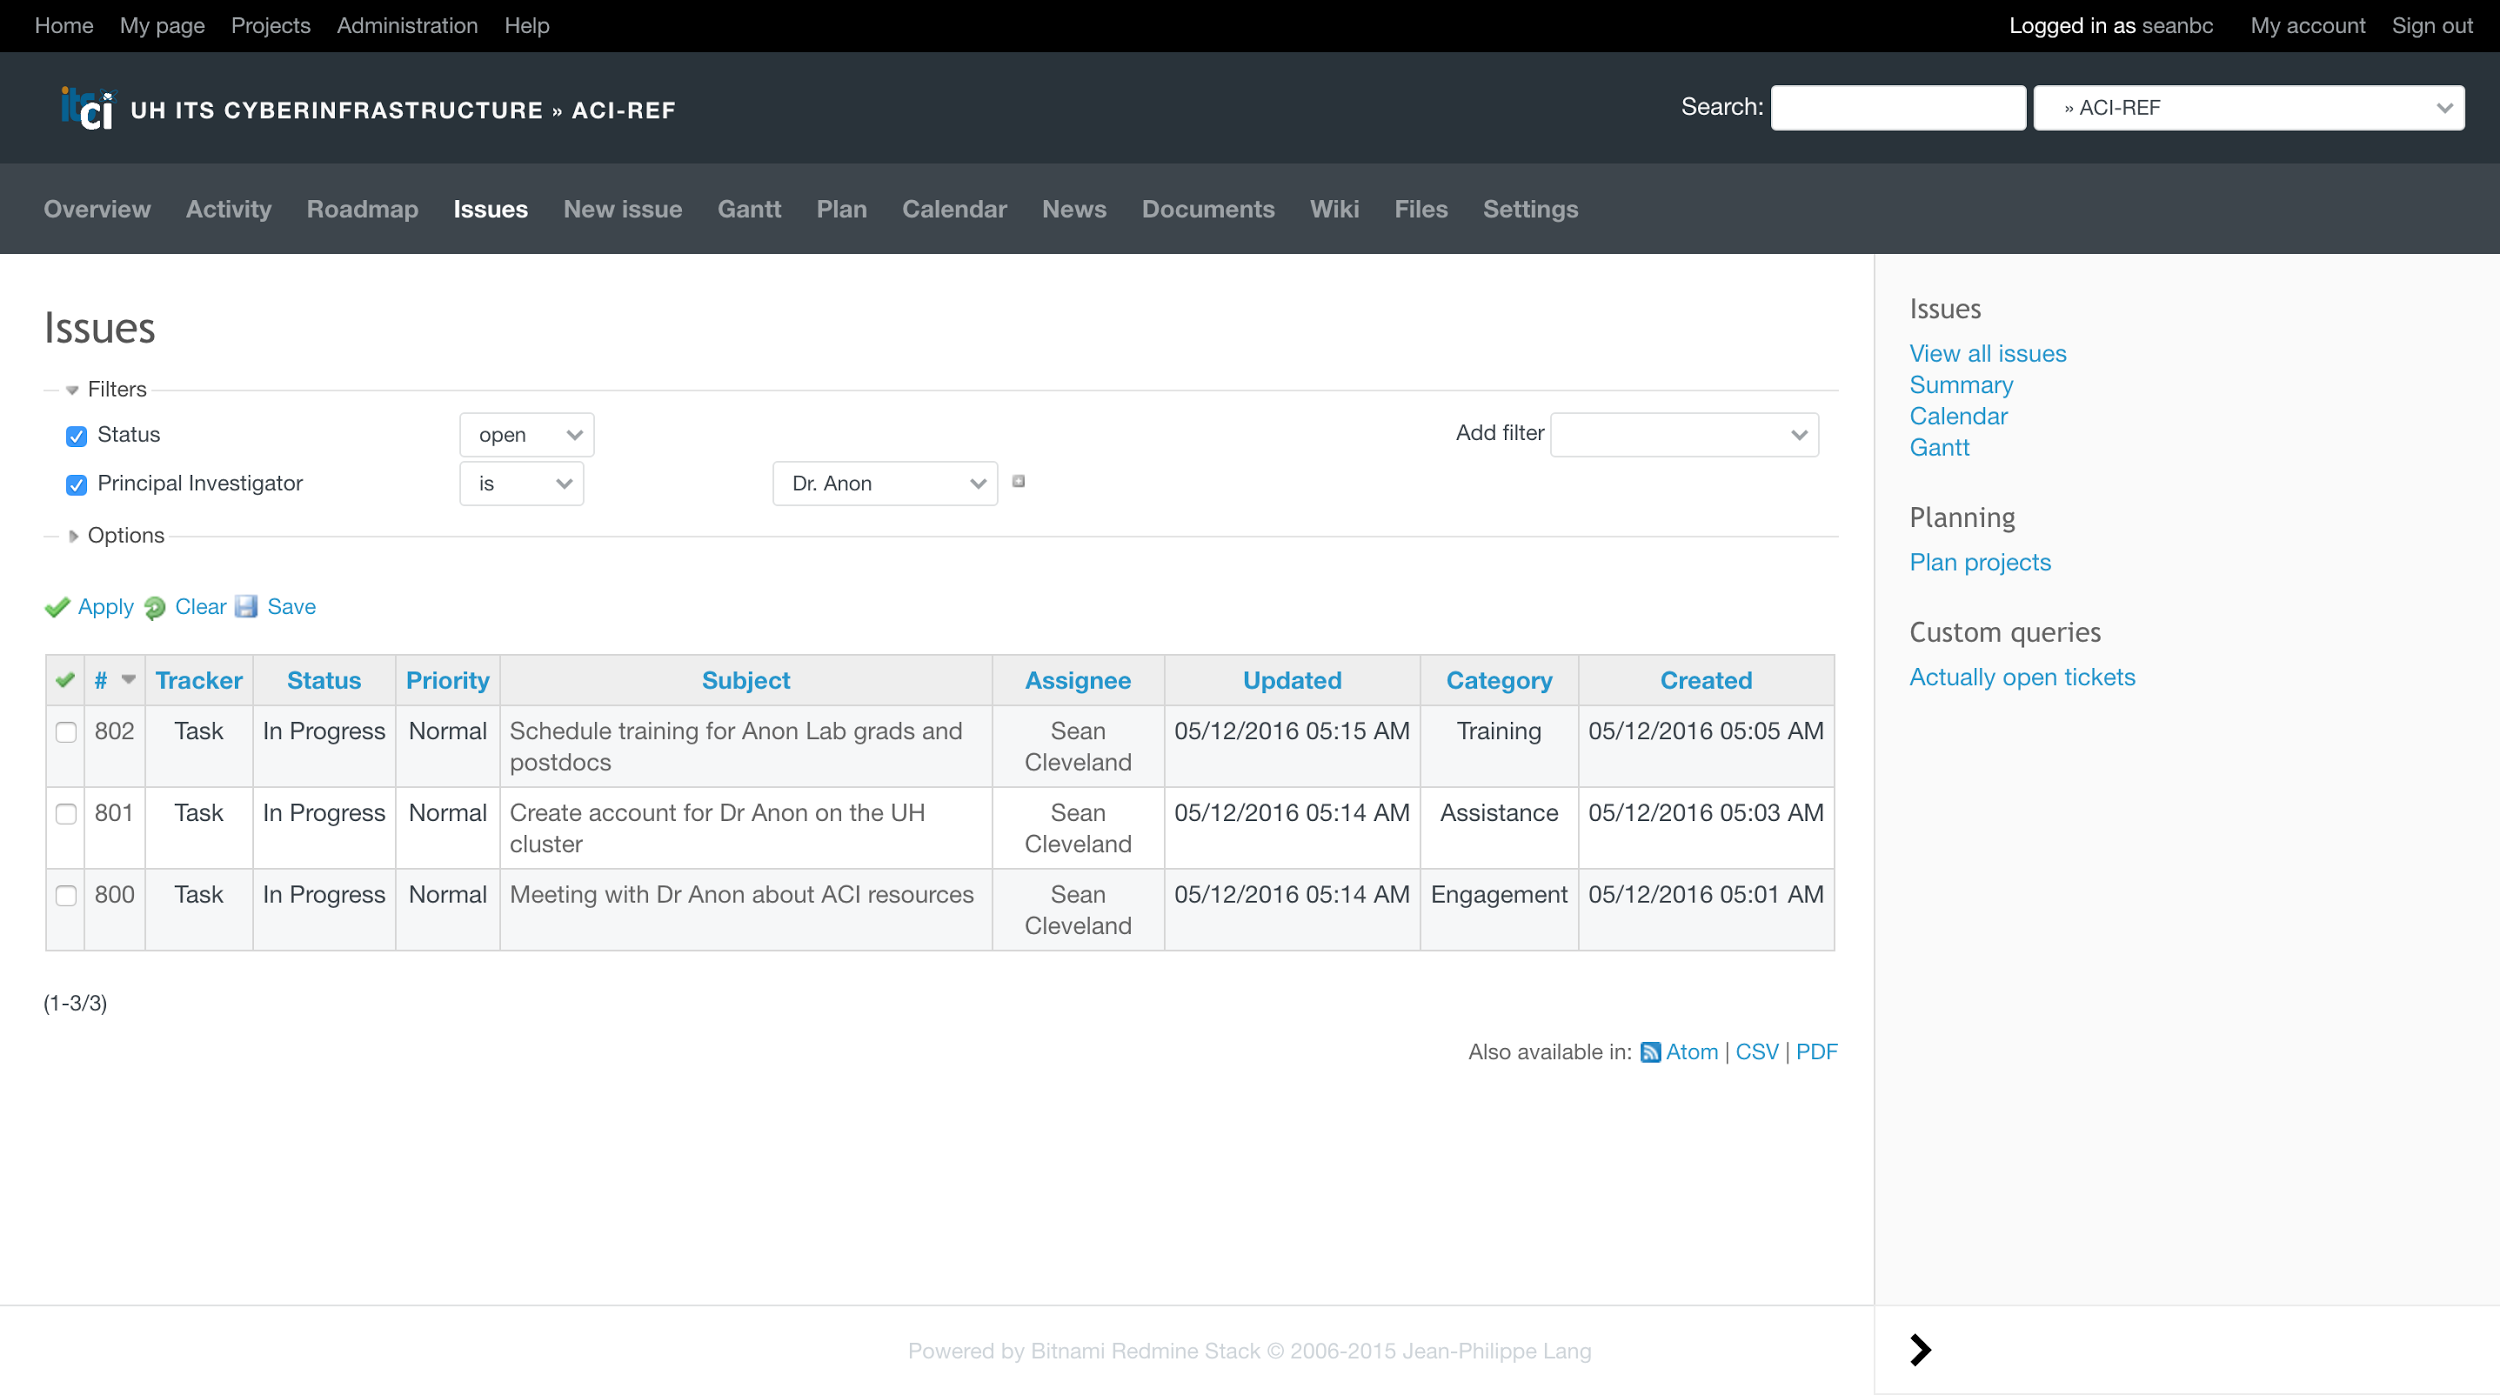 Home My page Projects Administration Help Logged in as seanbc My account Sign out
itsci UH ITS CYBERINFRASTRUCTURE » ACI-REF Search: » ACI-REF
Overview Activity Roadmap Issues New issue Gantt Plan Calendar News Documents Wiki Files Settings
Issues
Filters
Status open Add filter
Principal Investigator is Dr. Anon
Options
Apply Clear Save
# Tracker Status Priority Subject Assignee Updated Category Created
802 Task In Progress Normal Schedule training for Anon Lab grads and Sean 05/12/2016 05:15 AM Training 05/12/2016 05:05 AM
postdocs Cleveland
801 Task In Progress Normal Create account for Dr Anon on the UH Sean 05/12/2016 05:14 AM Assistance 05/12/2016 05:03 AM
cluster Cleveland
800 Task In Progress Normal Meeting with Dr Anon about ACI resources Sean 05/12/2016 05:14 AM Engagement 05/12/2016 05:01 AM
Cleveland
(1-3/3)
Also available in: Atom | CSV | PDF
Issues
View all issues
Summary
Calendar
Gantt
Planning
Plan projects
Custom queries
Actually open tickets
Powered by Bitnami Redmine Stack © 2006-2015 Jean-Philippe Lang